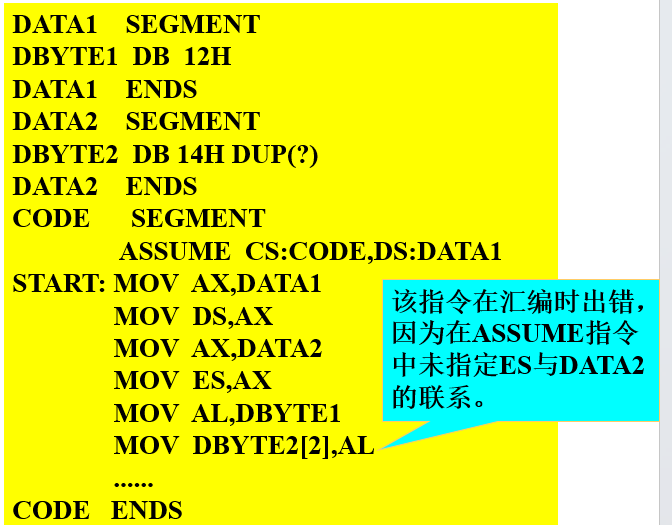 DATA1 SEGMENT
DBYTE1 DB 12H
DATA1 ENDS
DATA2 SEGMENT
DBYTE2 DB 14H DUP(?)
DATA2 ENDS
CODE SEGMENT
ASSUME CS:CODE,DS:DATA1
START: MOV AX,DATA1
MOV DS,AX
MOV AX,DATA2
MOV ES,AX
MOV AL,DBYTE1
MOV DBYTE2[2],AL
......
CODE ENDS
该指令在汇编时出错，
因为在ASSUME指令
中未指定ES与DATA2
的联系。